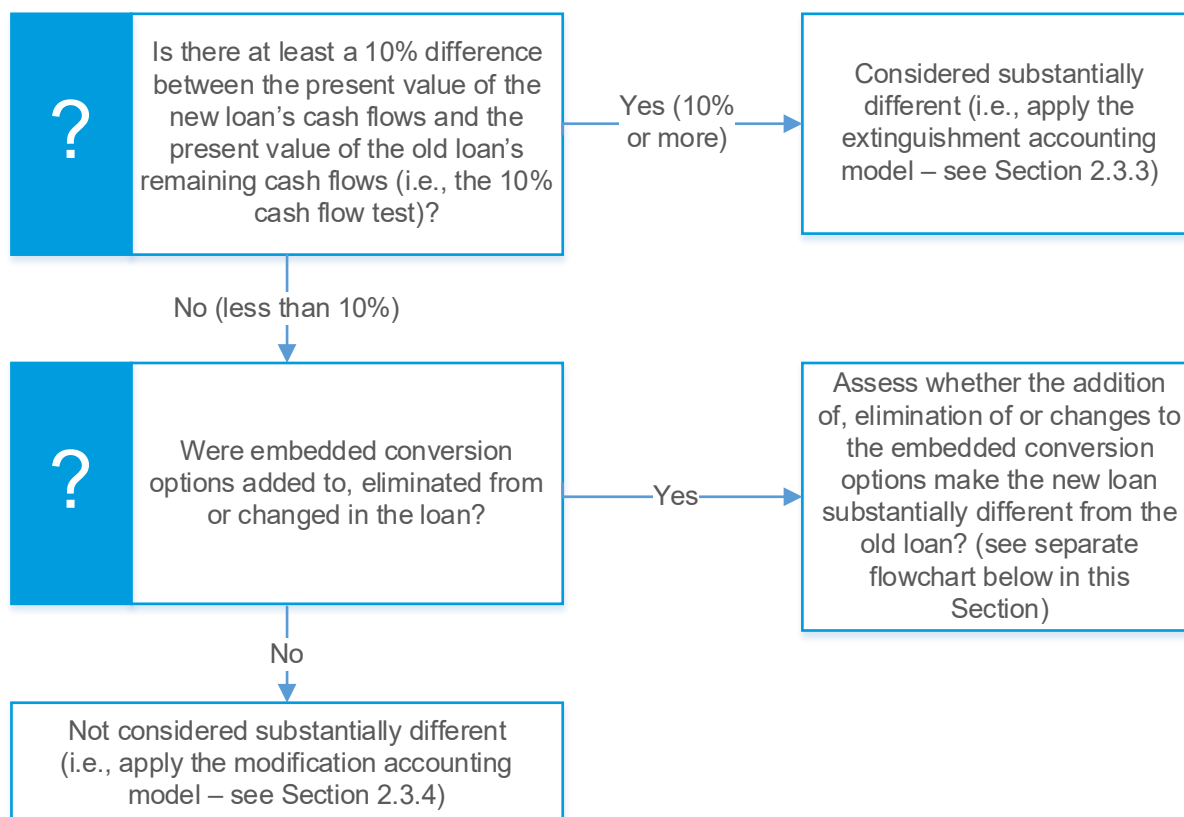 ?
Is there at least a 10% difference
between the present value of the
new loan’s cash flows and the
present value of the old loan’s
remaining cash flows (i.e., the 10%
cash flow test)?
Yes (10%
or more)
Considered substantially
different (i.e., apply the
extinguishment accounting
model – see Section 2.3.3)
No (less than 10%)
?
Were embedded conversion
options added to, eliminated from
or changed in the loan?
Yes
Assess whether the addition
of, elimination of or changes to
the embedded conversion
options make the new loan
substantially different from the
old loan? (see separate
flowchart below in this
Section)
No
Not considered substantially different
(i.e., apply the modification accounting
model – see Section 2.3.4)